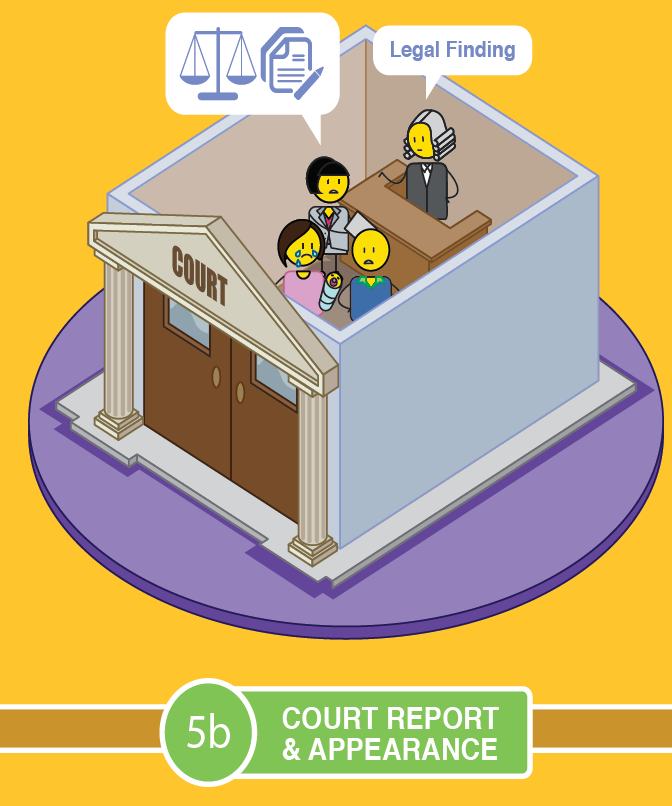 Legal Finding
COURT
5b
COURT REPORT
& APPEARANCE